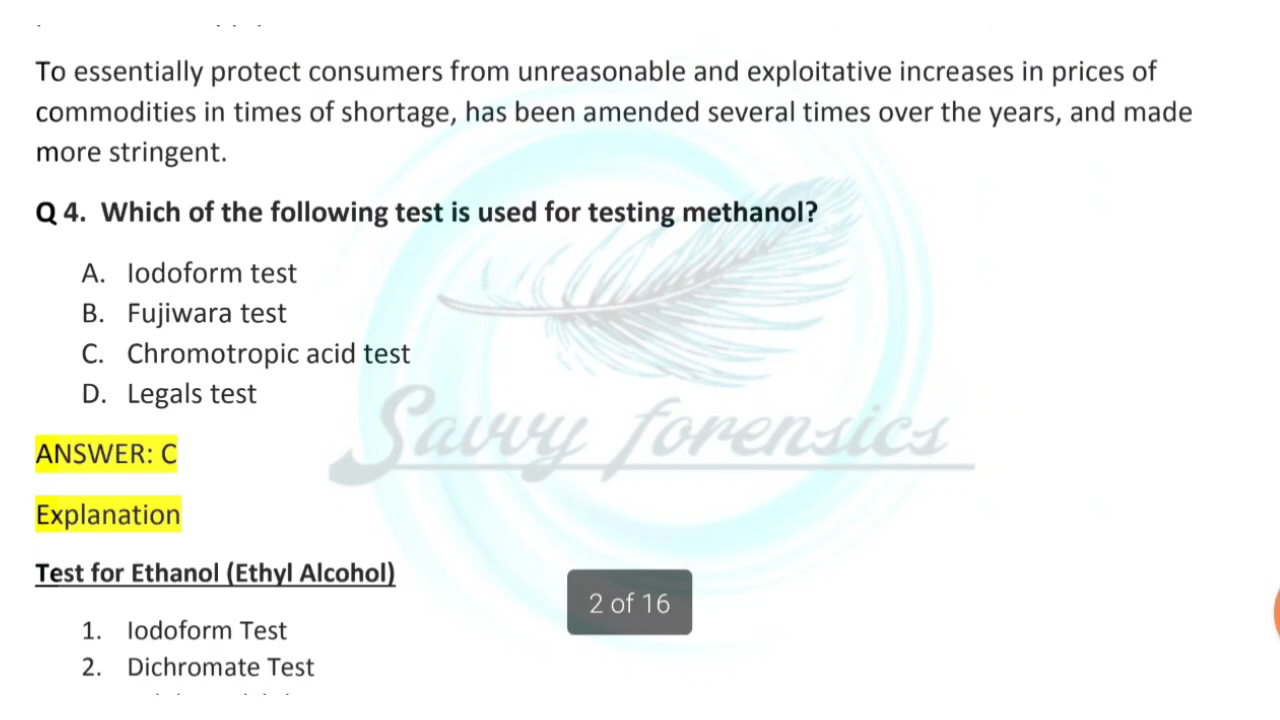 To essentially protect consumers from unreasonable and exploitative increases in prices of
commodities in times of shortage, has been amended several times over the years, and made
more stringent.
Q 4. Which of the following test is used for testing methanol?
A. Iodoform test
B. Fujiwara test
C. Chromotropic acid test
D. Legals test
Savvy forensics
ANSWER: C
Explanation
Test for Ethanol (Ethyl Alcohol)
2 of 16
1. Iodoform Test
2. Dichromate Test